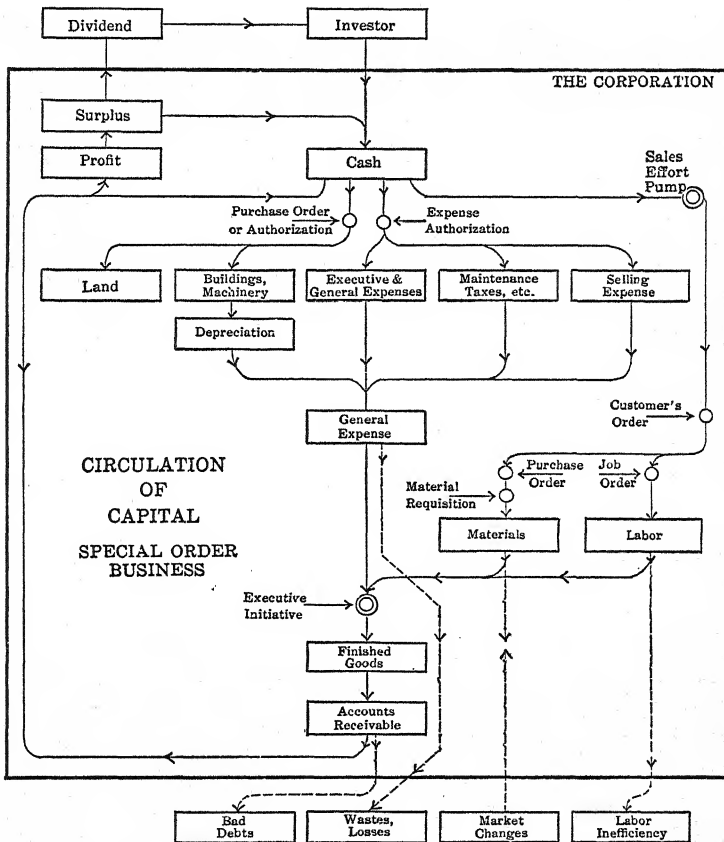 Dividend
Investor
THE CORPORATION
Surplus
Profit
Cash
Sales
Effort
Pump
Purchase Order
or Authorization
Expense
Authorization
Land
Buildings,
Machinery
Executive &
General Expenses
Maintenance
Taxes, etc.
Selling
Expense
Depreciation
General
Expense
Customer's
Order
CIRCULATION
OF
CAPITAL
SPECIAL ORDER
BUSINESS
Purchase
Order
Job
Order
Material
Requisition
Materials
Labor
Executive
Initiative
Finished
Goods
Accounts
Receivable
Bad
Debts
Wastes,
Losses
Market
Changes
Labor
Inefficiency